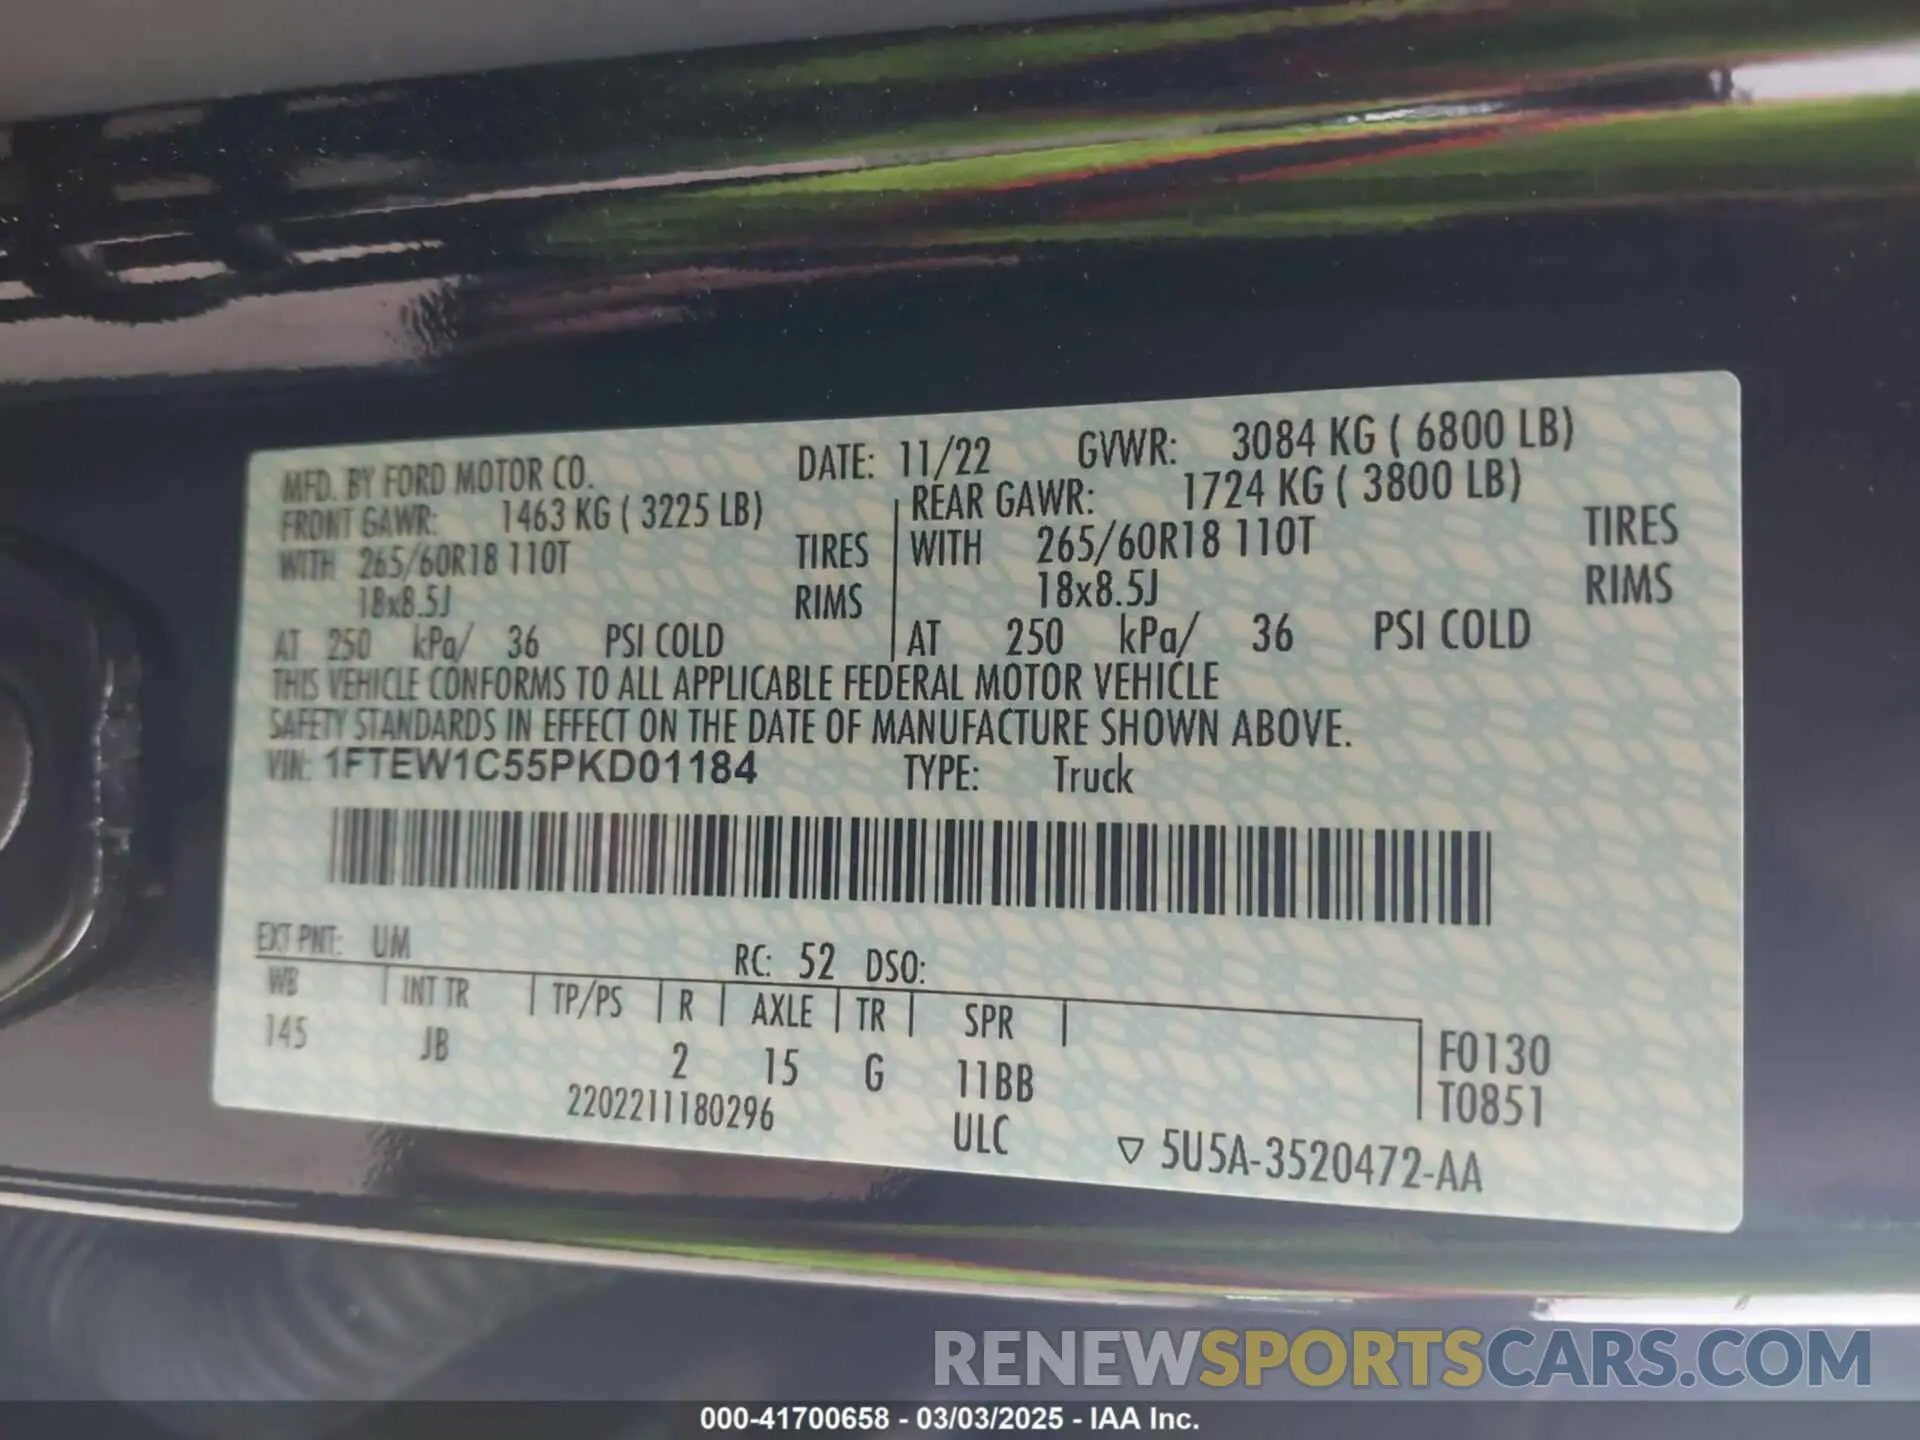 MFD. BY FORD MOTOR CO. DATE: 11/22 GVWR: 3084 KG ( 6800 LB)
FRONT GAWR: 1463 KG ( 3225 LB) REAR GAWR: 1724 KG ( 3800 LB)
WITH 265/60R18 110T TIRES WITH 265/60R18 110T TIRES
18x8.5J RIMS 18x8.5J RIMS
AT 250 kPa/ 36 PSI COLD AT 250 kPa/ 36 PSI COLD
THIS VEHICLE CONFORMS TO ALL APPLICABLE FEDERAL MOTOR VEHICLE
SAFETY STANDARDS IN EFFECT ON THE DATE OF MANUFACTURE SHOWN ABOVE.
VIN: 1FTEW1C55PKD01184 TYPE: Truck
EXT PNT: UM RC: 52 DSO:
WB INT TR TP/PS R AXLE TR SPR
145 JB 2 15 G 11BB F0130
2202211180296 ULC T0851
▽ 5U5A-3520472-AA
RENEWSPORTSCARS.COM
000-41700658 - 03/03/2025 - IAA Inc.